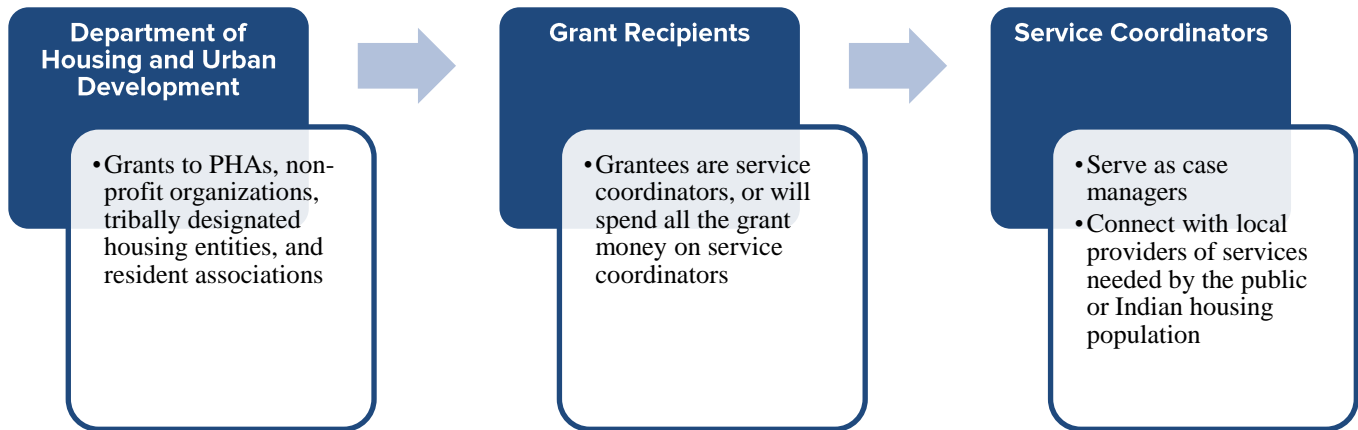 Department of
Housing and Urban
Development
•Grants to PHAs, non-
profit organizations,
tribally designated
housing entities, and
resident associations
Grant Recipients
•Grantees are service
coordinators, or will
spend all the grant
money on service
coordinators
Service Coordinators
•Serve as case
managers
•Connect with local
providers of services
needed by the public
or Indian housing
population